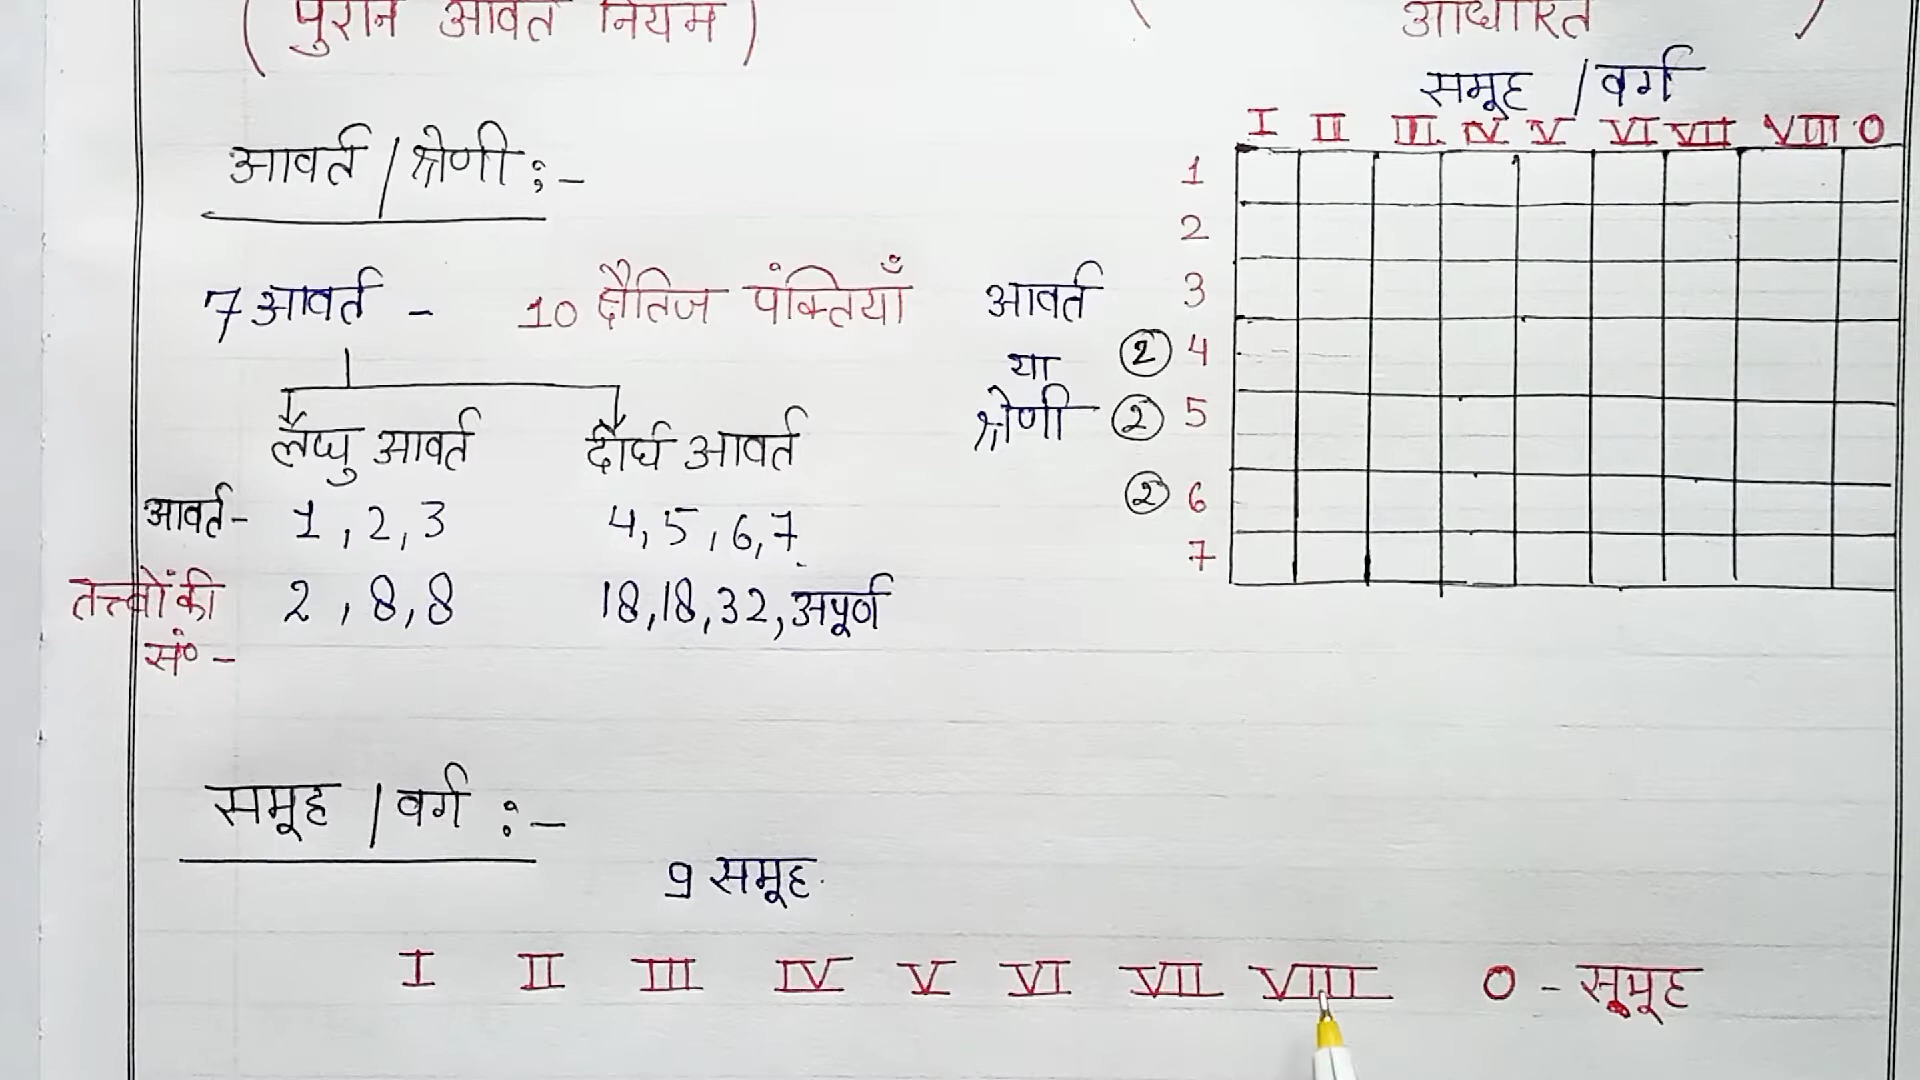 ( पुराने आवर्त नियम )
आवर्त / श्रेणी :-
7 आवर्त - 10 क्षैतिज पंक्तियाँ
लघु आवर्त दीर्घ आवर्त
आवर्त- 1, 2, 3 4, 5, 6, 7
तत्त्वों की 2, 8, 8 18, 18, 32, अपूर्ण
सं० -
( आधारित )
समूह / वर्ग
I II III IV V VI VII VIII 0
1
2
आवर्त 3
या ② 4
श्रेणी ② 5
② 6
7
समूह / वर्ग :-
9 समूह
I II III IV V VI VII VIII 0 - समूह